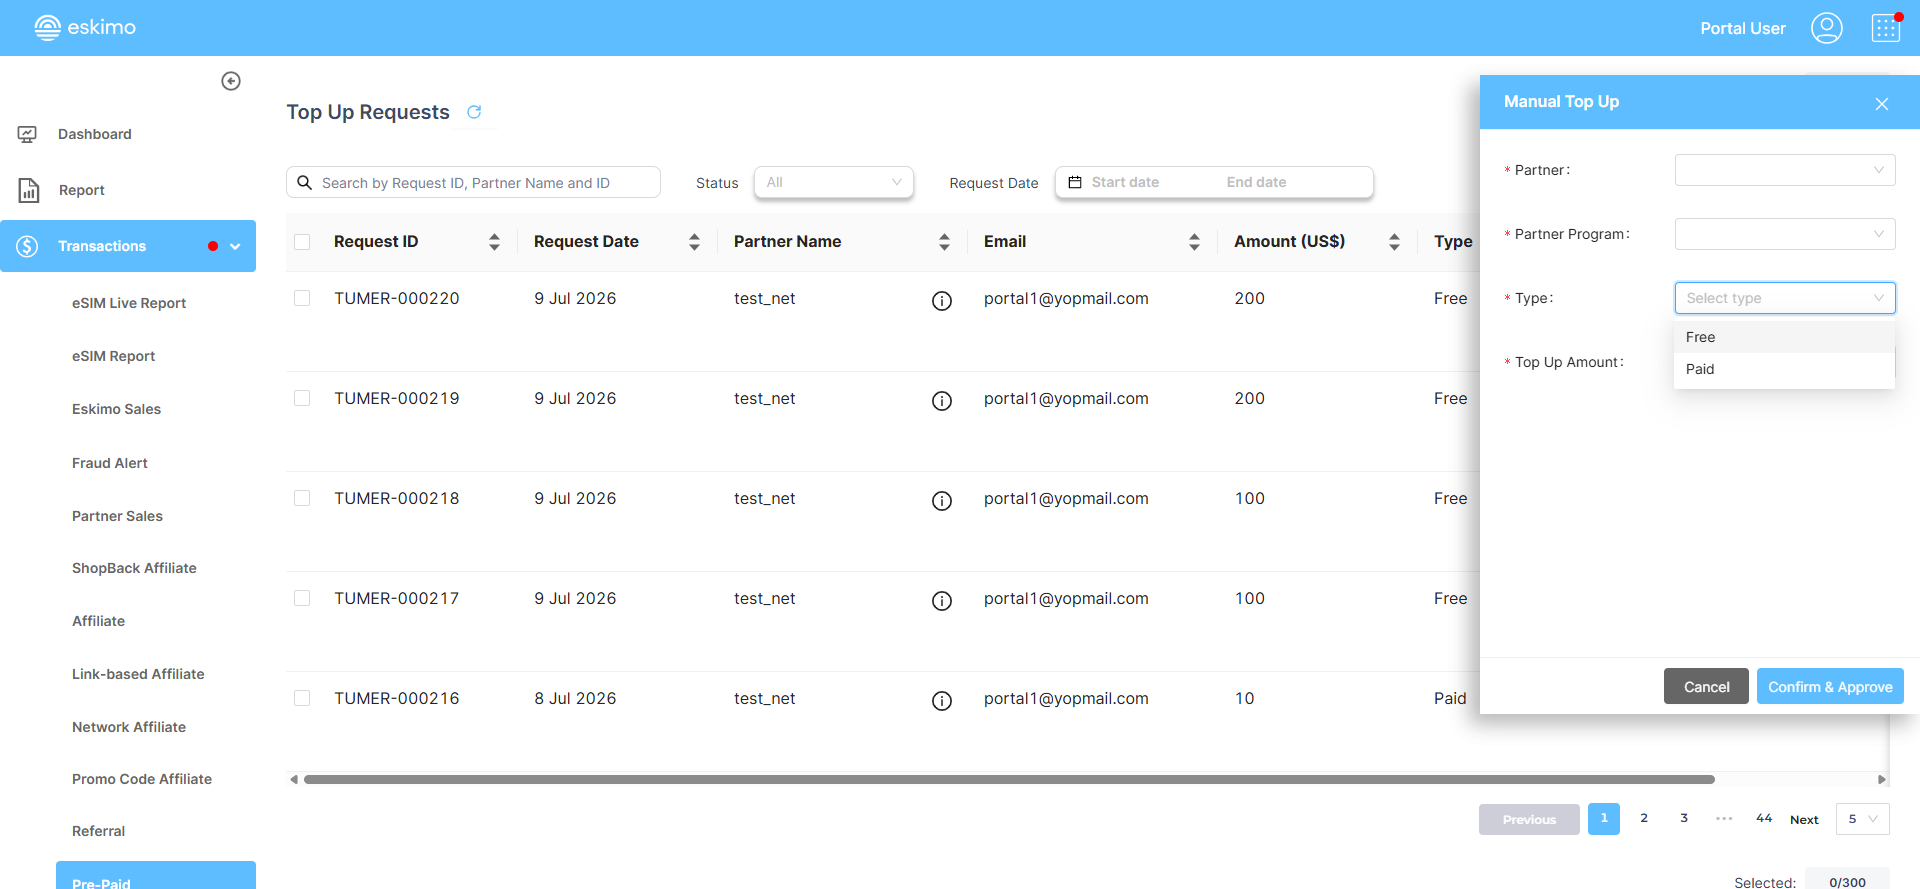 eskimo
Portal User
Dashboard
Report
Transactions
eSIM Live Report
eSIM Report
Eskimo Sales
Fraud Alert
Partner Sales
ShopBack Affiliate
Affiliate
Link-based Affiliate
Network Affiliate
Promo Code Affiliate
Referral
Pre-Paid
Top Up Requests
Search by Request ID, Partner Name and ID
Status
All
Request Date
Start date
End date
Request ID Request Date Partner Name Email Amount (US$) Type
TUMER-000220 9 Jul 2026 test_net portal1@yopmail.com 200 Free
TUMER-000219 9 Jul 2026 test_net portal1@yopmail.com 200 Free
TUMER-000218 9 Jul 2026 test_net portal1@yopmail.com 100 Free
TUMER-000217 9 Jul 2026 test_net portal1@yopmail.com 100 Free
TUMER-000216 8 Jul 2026 test_net portal1@yopmail.com 10 Paid
Previous 1 2 3 ••• 44 Next 5
Selected: 0/300
Manual Top Up
* Partner:
* Partner Program:
* Type: Select type
Free
Paid
* Top Up Amount:
Cancel
Confirm & Approve